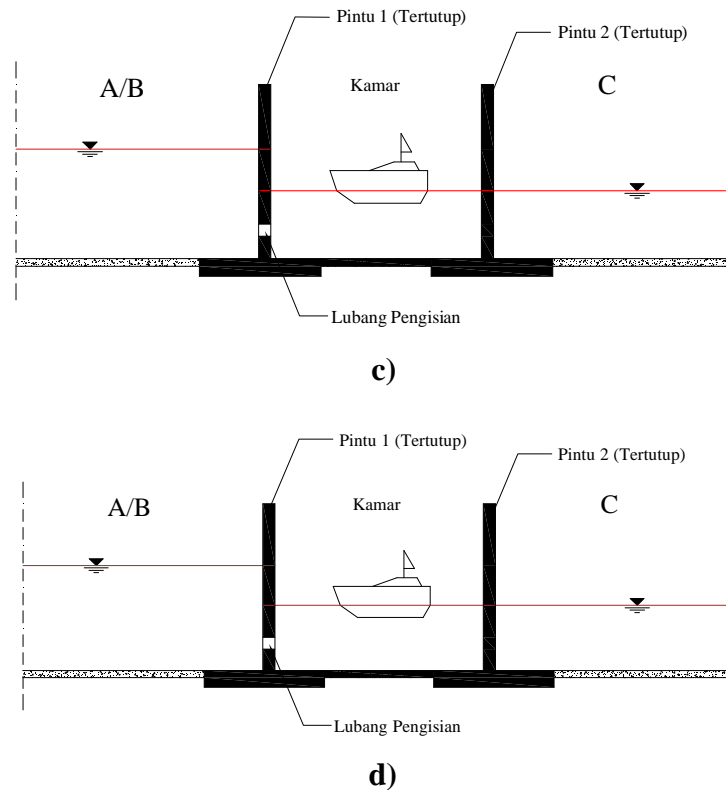 Pintu 1 (Tertutup)
Pintu 2 (Tertutup)
A/B
Kamar
C
Lubang Pengisian
c)
Pintu 1 (Tertutup)
Pintu 2 (Tertutup)
A/B
Kamar
C
Lubang Pengisian
d)